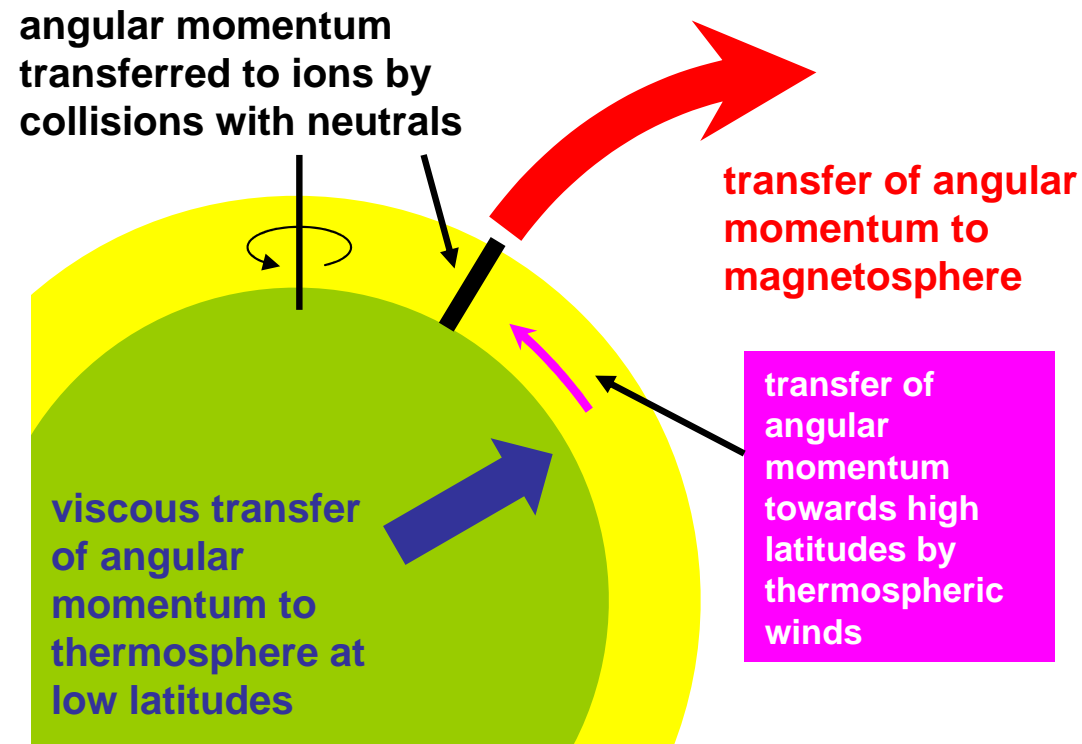 angular momentum
transferred to ions by
collisions with neutrals
transfer of angular
momentum to
magnetosphere
transfer of
angular
momentum
towards high
latitudes by
thermospheric
winds
viscous transfer
of angular
momentum to
thermosphere at
low latitudes